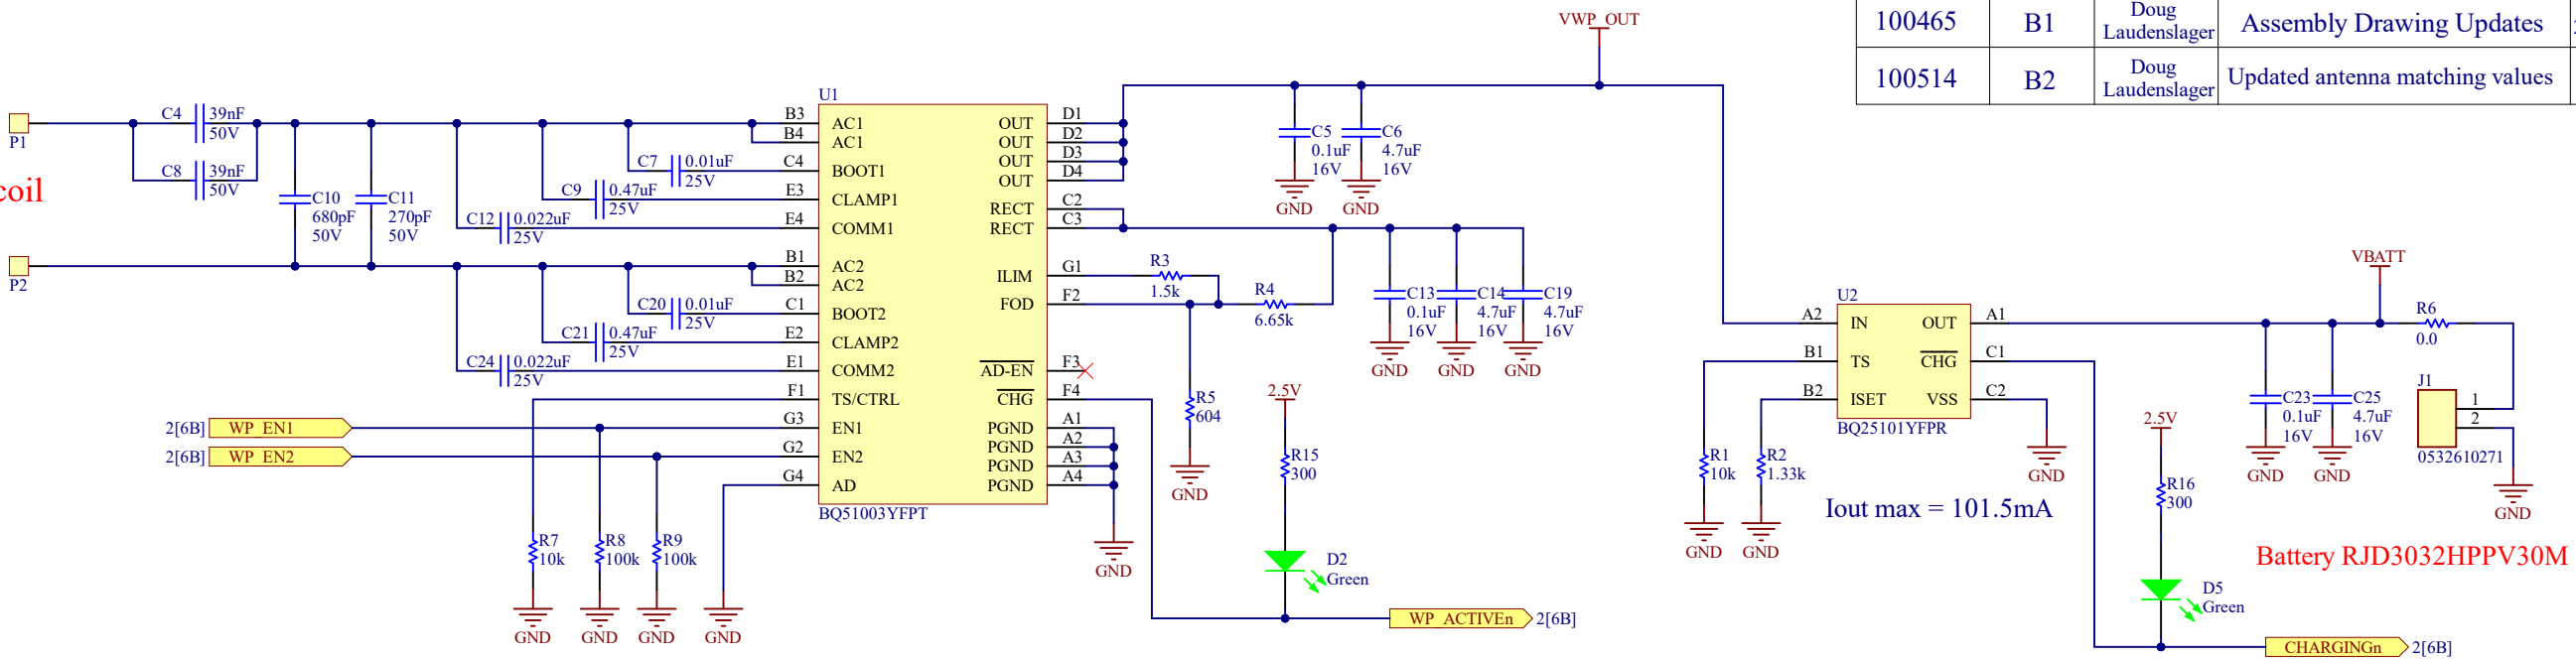 100465 B1 Doug Laudenslager Assembly Drawing Updates
100514 B2 Doug Laudenslager Updated antenna matching values
VWP_OUT
P1
P2
coil
C4 39nF 50V
C8 39nF 50V
C10 680pF 50V
C11 270pF 50V
C7 0.01uF 25V
C9 0.47uF 25V
C12 0.022uF 25V
C20 0.01uF 25V
C21 0.47uF 25V
C24 0.022uF 25V
2[6B] WP_EN1
2[6B] WP_EN2
R7 10k GND
R8 100k GND
R9 100k GND
GND
U1
B3 AC1
B4 AC1
C4 BOOT1
E3 CLAMP1
E4 COMM1
B1 AC2
B2 AC2
C1 BOOT2
E2 CLAMP2
E1 COMM2
F1 TS/CTRL
G3 EN1
G2 EN2
G4 AD
OUT D1
OUT D2
OUT D3
OUT D4
RECT C2
RECT C3
ILIM G1
FOD F2
AD-EN F3
CHG F4
PGND A1
PGND A2
PGND A3
PGND A4
BQ51003YFPT
GND
C5 0.1uF 16V GND
C6 4.7uF 16V GND
R3 1.5k
R4 6.65k
R5 604 GND
C13 0.1uF 16V GND
C14 4.7uF 16V GND
C19 4.7uF 16V GND
2.5V
R15 300
D2 Green
WP_ACTIVEn 2[6B]
U2
A2 IN
B1 TS
B2 ISET
OUT A1
CHG C1
VSS C2
BQ25101YFPR
GND
R1 10k GND
R2 1.33k GND
Iout max = 101.5mA
VBATT
R6 0.0
C23 0.1uF 16V GND
C25 4.7uF 16V GND
J1
1
2
0532610271
GND
2.5V
R16 300
Battery RJD3032HPPV30M
D5 Green
CHARGINGn 2[6B]